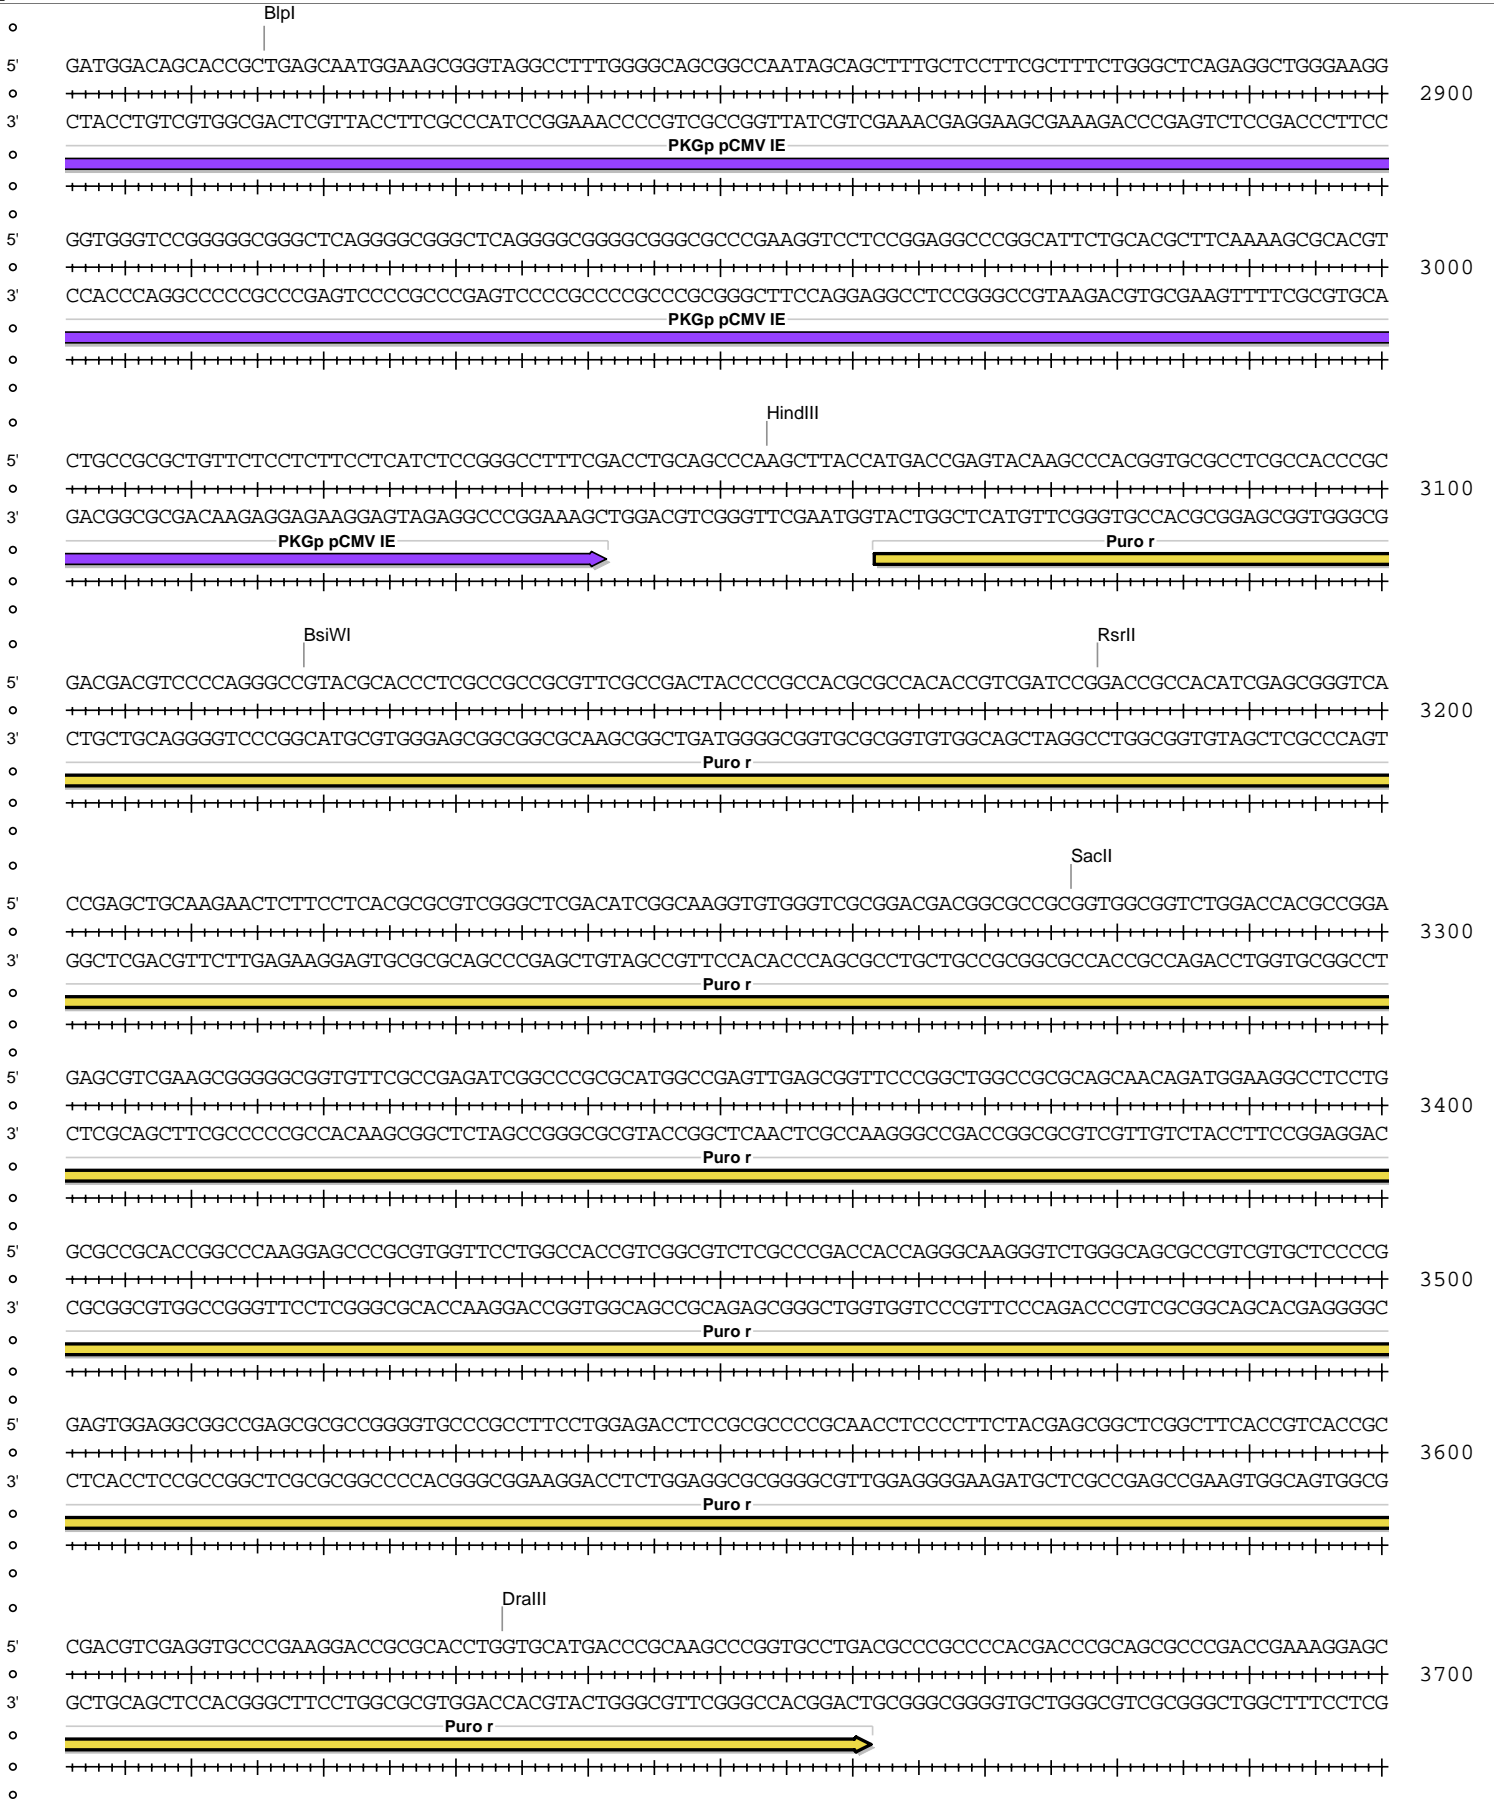 BlpI
5' GATGGACAGCACCGCTGAGCAATGGAAGCGGGTAGGCCTTTGGGGCAGCGGCCAATAGCAGCTTTGCTCCTTCGCTTTCTGGGCTCAGAGGCTGGGAAGG
2900
3' CTACCTGTCGTGGCGACTCGTTACCTTCGCCCATCCGGAAACCCCGTCGCCGGTTATCGTCGAAACGAGGAAGCGAAAGACCCGAGTCTCCGACCCTTCC
PKGp pCMV IE
5' GGTGGGTCCGGGGGCGGGCTCAGGGGCGGGCTCAGGGGCGGGGCGGGCGCCCGAAGGTCCTCCGGAGGCCCGGCATTCTGCACGCTTCAAAAGCGCACGT
3000
3' CCACCCAGGCCCCCGCCCGAGTCCCCGCCCGAGTCCCCGCCCCGCCCGCGGGCTTCCAGGAGGCCTCCGGGCCGTAAGACGTGCGAAGTTTTCGCGTGCA
PKGp pCMV IE
HindIII
5' CTGCCGCGCTGTTCTCCTCTTCCTCATCTCCGGGCCTTTCGACCTGCAGCCCAAGCTTACCATGACCGAGTACAAGCCCACGGTGCGCCTCGCCACCCGC
3100
3' GACGGCGCGACAAGAGGAGAAGGAGTAGAGGCCCGGAAAGCTGGACGTCGGGTTCGAATGGTACTGGCTCATGTTCGGGTGCCACGCGGAGCGGTGGGCG
PKGp pCMV IE Puro r
BsiWI RsrII
5' GACGACGTCCCCAGGGCCGTACGCACCCTCGCCGCCGCGTTCGCCGACTACCCCGCCACGCGCCACACCGTCGATCCGGACCGCCACATCGAGCGGGTCA
3200
3' CTGCTGCAGGGGTCCCGGCATGCGTGGGAGCGGCGGCGCAAGCGGCTGATGGGGCGGTGCGCGGTGTGGCAGCTAGGCCTGGCGGTGTAGCTCGCCCAGT
Puro r
SacII
5' CCGAGCTGCAAGAACTCTTCCTCACGCGCGTCGGGCTCGACATCGGCAAGGTGTGGGTCGCGGACGACGGCGCCGCGGTGGCGGTCTGGACCACGCCGGA
3300
3' GGCTCGACGTTCTTGAGAAGGAGTGCGCGCAGCCCGAGCTGTAGCCGTTCCACACCCAGCGCCTGCTGCCGCGGCGCCACCGCCAGACCTGGTGCGGCCT
Puro r
5' GAGCGTCGAAGCGGGGGCGGTGTTCGCCGAGATCGGCCCGCGCATGGCCGAGTTGAGCGGTTCCCGGCTGGCCGCGCAGCAACAGATGGAAGGCCTCCTG
3400
3' CTCGCAGCTTCGCCCCCGCCACAAGCGGCTCTAGCCGGGCGCGTACCGGCTCAACTCGCCAAGGGCCGACCGGCGCGTCGTTGTCTACCTTCCGGAGGAC
Puro r
5' GCGCCGCACCGGCCCAAGGAGCCCGCGTGGTTCCTGGCCACCGTCGGCGTCTCGCCCGACCACCAGGGCAAGGGTCTGGGCAGCGCCGTCGTGCTCCCCG
3500
3' CGCGGCGTGGCCGGGTTCCTCGGGCGCACCAAGGACCGGTGGCAGCCGCAGAGCGGGCTGGTGGTCCCGTTCCCAGACCCGTCGCGGCAGCACGAGGGGC
Puro r
5' GAGTGGAGGCGGCCGAGCGCGCCGGGGTGCCCGCCTTCCTGGAGACCTCCGCGCCCCGCAACCTCCCCTTCTACGAGCGGCTCGGCTTCACCGTCACCGC
3600
3' CTCACCTCCGCCGGCTCGCGCGGCCCCACGGGCGGAAGGACCTCTGGAGGCGCGGGGCGTTGGAGGGGAAGATGCTCGCCGAGCCGAAGTGGCAGTGGCG
Puro r
DraIII
5' CGACGTCGAGGTGCCCGAAGGACCGCGCACCTGGTGCATGACCCGCAAGCCCGGTGCCTGACGCCCGCCCCACGACCCGCAGCGCCCGACCGAAAGGAGC
3700
3' GCTGCAGCTCCACGGGCTTCCTGGCGCGTGGACCACGTACTGGGCGTTCGGGCCACGGACTGCGGGCGGGGTGCTGGGCGTCGCGGGCTGGCTTTCCTCG
Puro r